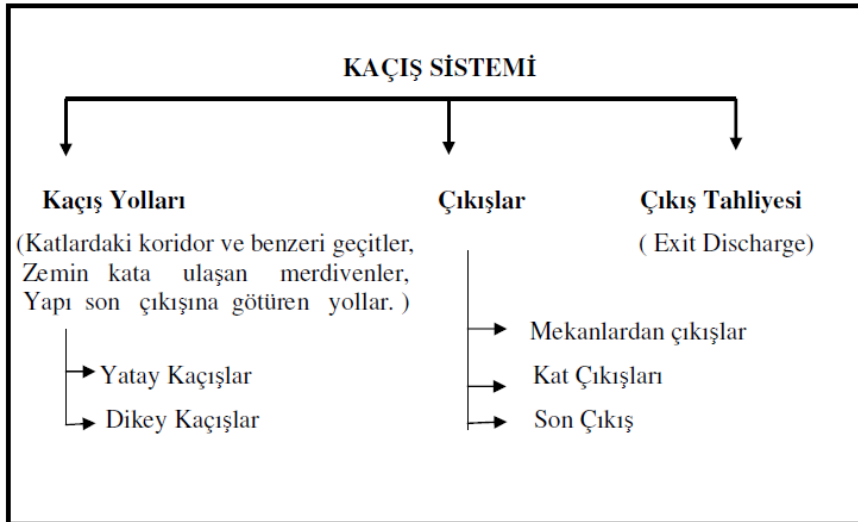 KAÇIŞ SİSTEMİ
Kaçış Yolları
(Katlardaki koridor ve benzeri geçitler,
Zemin kata ulaşan merdivenler,
Yapı son çıkışına götüren yollar. )
Yatay Kaçışlar
Dikey Kaçışlar
Çıkışlar
Mekanlardan çıkışlar
Kat Çıkışları
Son Çıkış
Çıkış Tahliyesi
( Exit Discharge)